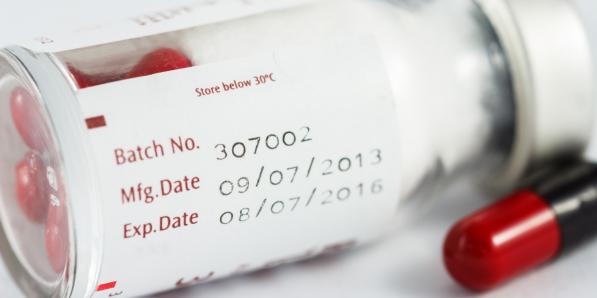 Store below 30°C
Batch No. 307002
Mfg.Date 09/07/2013
Exp.Date 08/07/2016